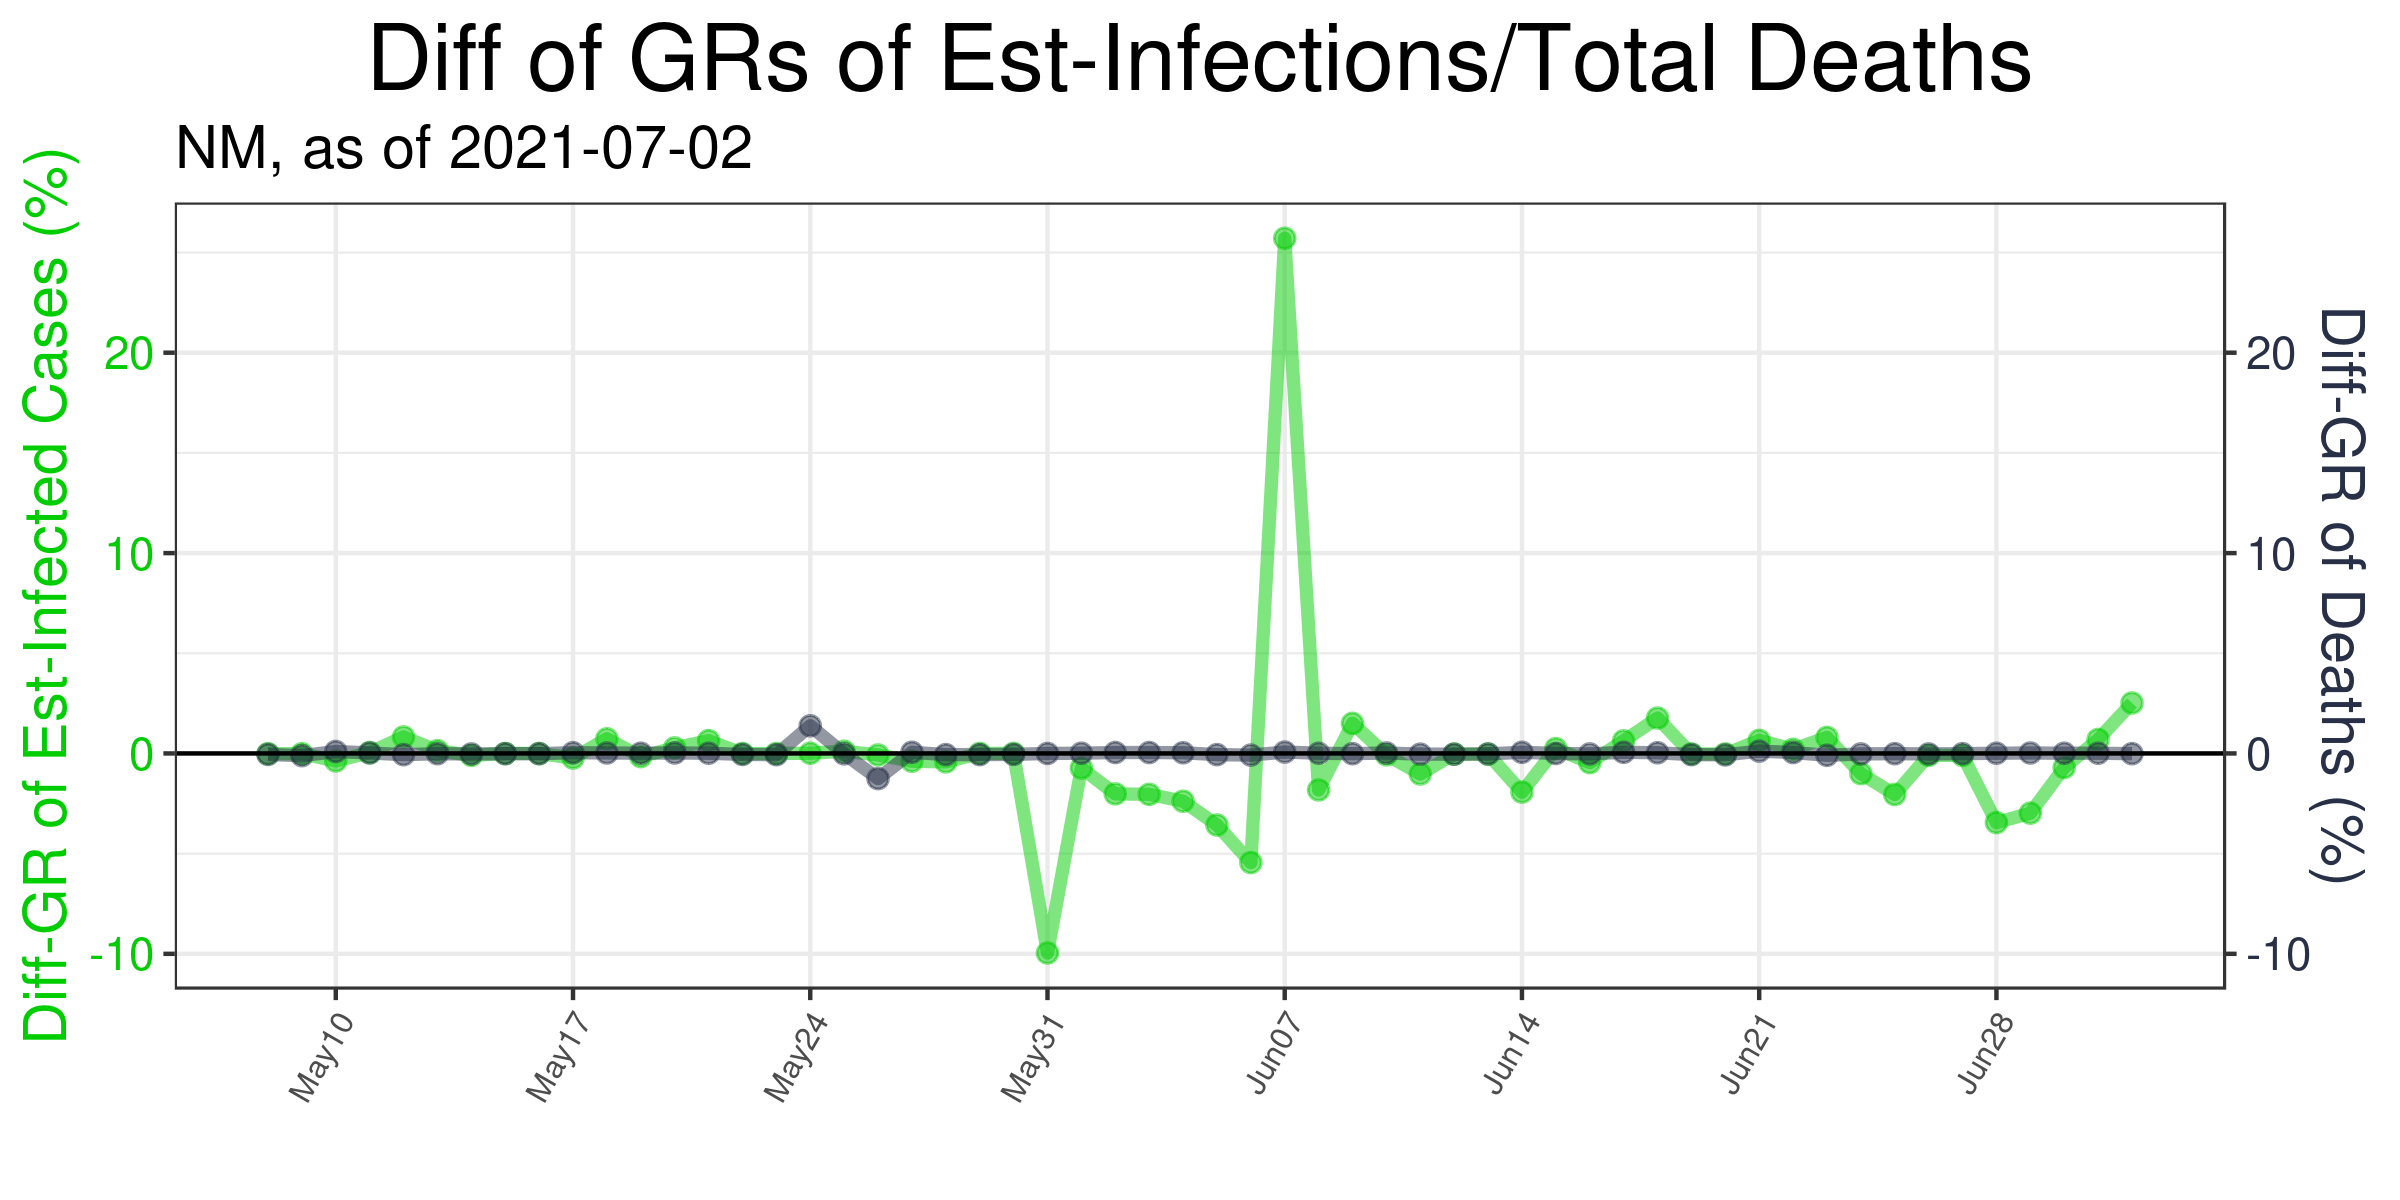 Diff of GRs of Est-Infections/Total Deaths
NM, as of 2021-07-02
Diff-GR of Est-Infected Cases (%)
20
10
0
-10
20
10
0
-10
Diff-GR of Deaths (%)
May10
May17
May24
May31
Jun07
Jun14
Jun21
Jun28